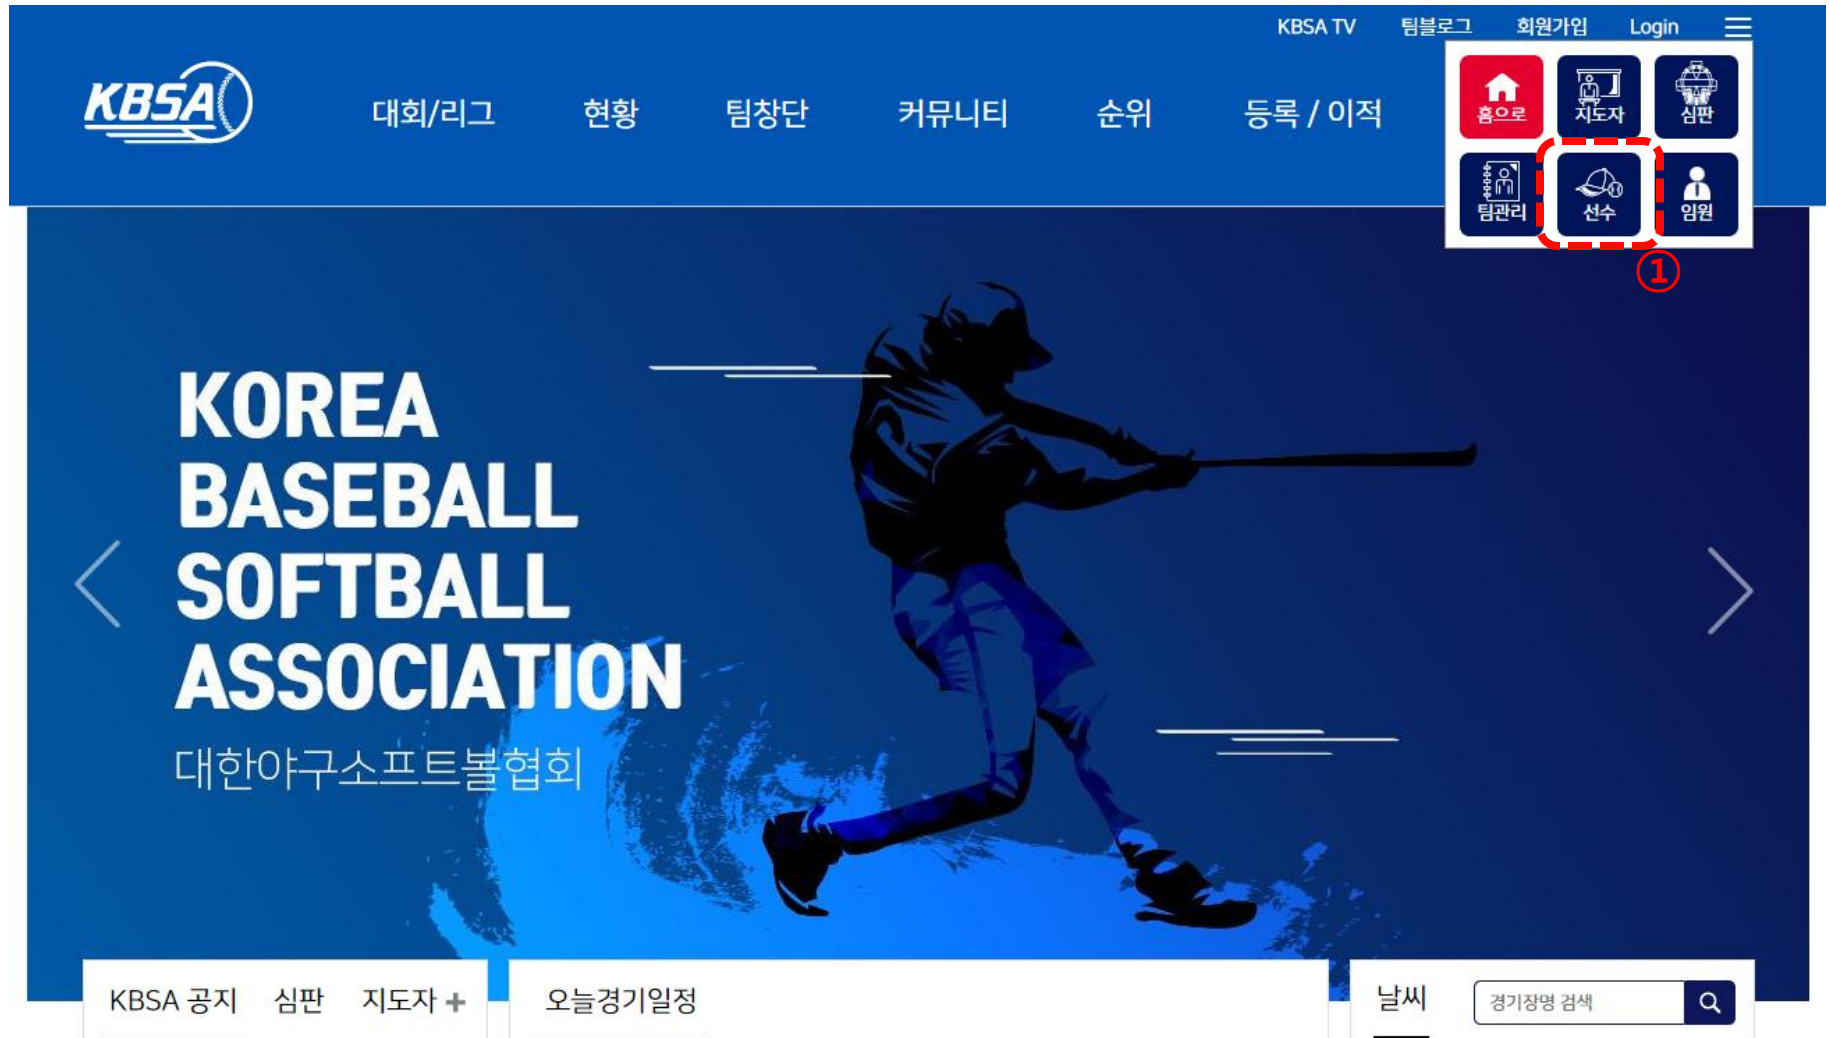 KBSA TV 팀블로그 회원가입 Login
KBSA
대회/리그 현황 팀창단 커뮤니티 순위 등록 / 이적
홈으로 지도자 심판
팀관리 선수 임원
①
KOREA
BASEBALL
SOFTBALL
ASSOCIATION
대한야구소프트볼협회
KBSA 공지 심판 지도자 +
오늘경기일정
날씨 경기장명 검색